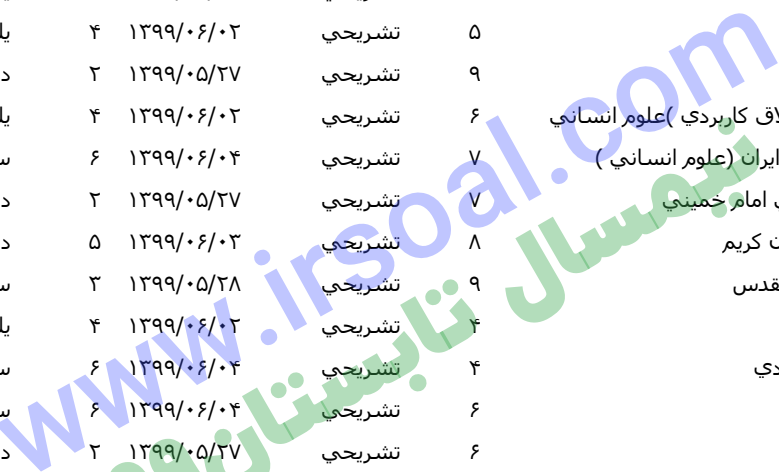 ۵ تشريحي ۱۳۹۹/۰۶/۰۲ ۴
۹ تشريحي ۱۳۹۹/۰۵/۲۷ ۲
كاربردي )علوم انساني ۶ تشريحي ۱۳۹۹/۰۶/۰۲ ۴
ايران (علوم انساني ) ۷ تشريحي ۱۳۹۹/۰۶/۰۴ ۶
امام خميني ۷ تشريحي ۱۳۹۹/۰۵/۲۷ ۲
كريم ۸ تشريحي ۱۳۹۹/۰۶/۰۳ ۵
۹ تشريحي ۱۳۹۹/۰۵/۲۸ ۳
۴ تشريحي ۱۳۹۹/۰۶/۰۲ ۴
۴ تشريحي ۱۳۹۹/۰۶/۰۴ ۶
۶ تشريحي ۱۳۹۹/۰۶/۰۴ ۶
۶ تشريحي ۱۳۹۹/۰۵/۲۷ ۲
www.irsoal.com
نیمسال تابستان